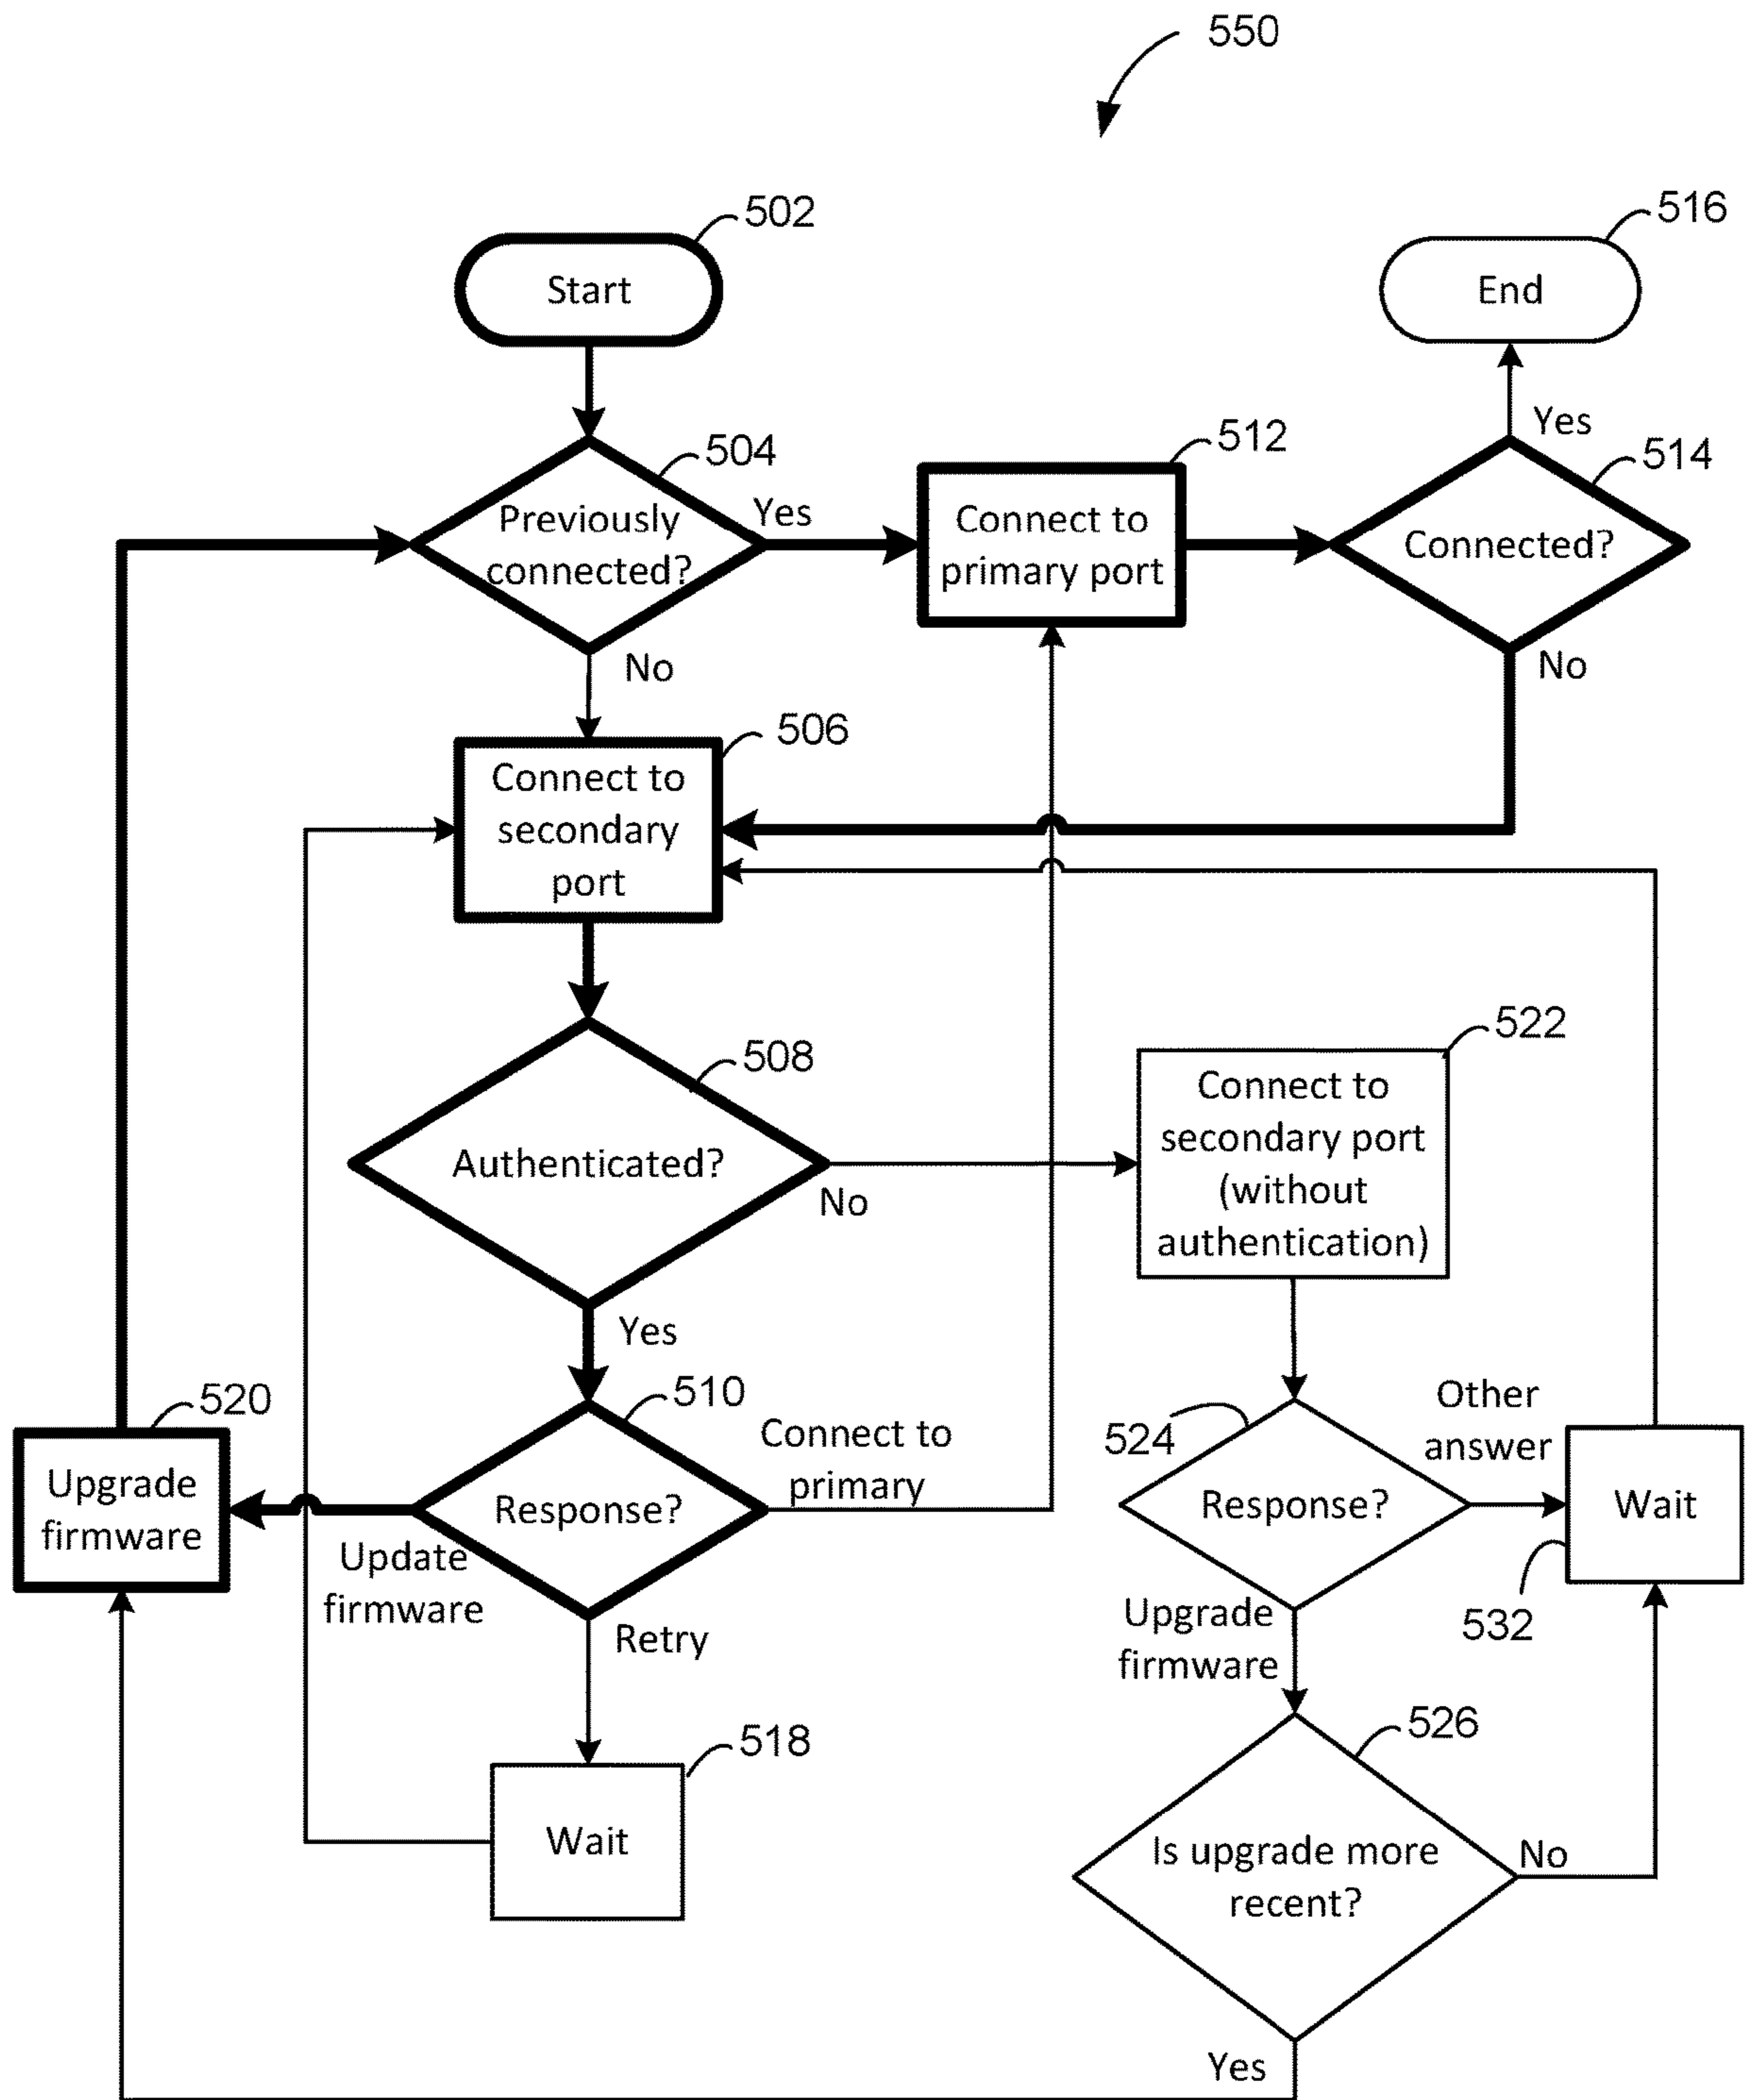 550
502
516
Start
End
504
512
514
Previously
connected?
Yes
Connect to
primary port
Connected?
Yes
No
No
506
Connect to
secondary
port
508
522
Authenticated?
No
Connect to
secondary port
(without
authentication)
Yes
520
510
Upgrade
firmware
Response?
Connect to
primary
Update
firmware
Retry
524
Response?
Other
answer
Wait
532
Upgrade
firmware
518
Wait
526
Is upgrade more
recent?
No
Yes